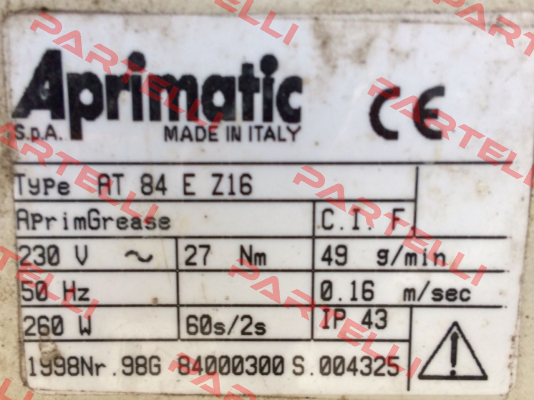 Aprimatic
S.p.A. MADE IN ITALY CE
Type AT 84 E Z16
AprimGrease C.I. F
230 V ~ 27 Nm 49 g/min
50 Hz 0.16 m/sec
260 W 60s/2s IP 43
1998Nr.98G 84000300 S.004325
PARTELLI
PARTELLI
PARTELLI
PARTELLI
PARTELLI